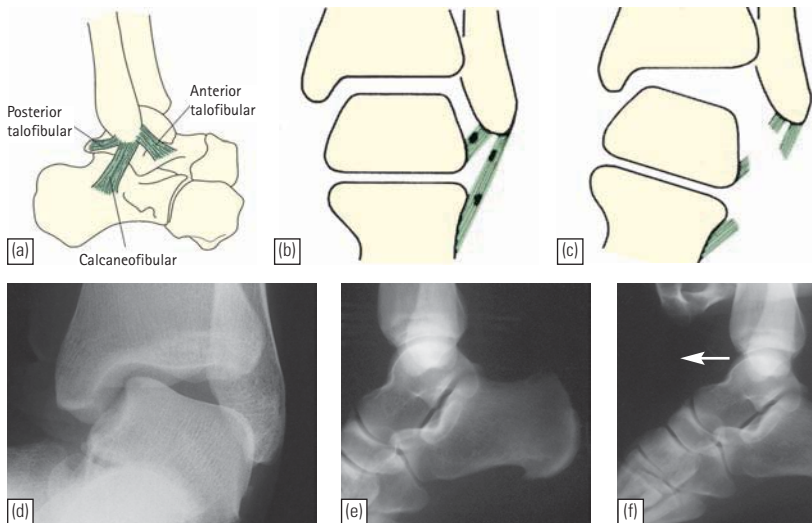 Posterior
talofibular
Anterior
talofibular
Calcaneofibular
(a)
(b)
(c)
(d)
(e)
(f)